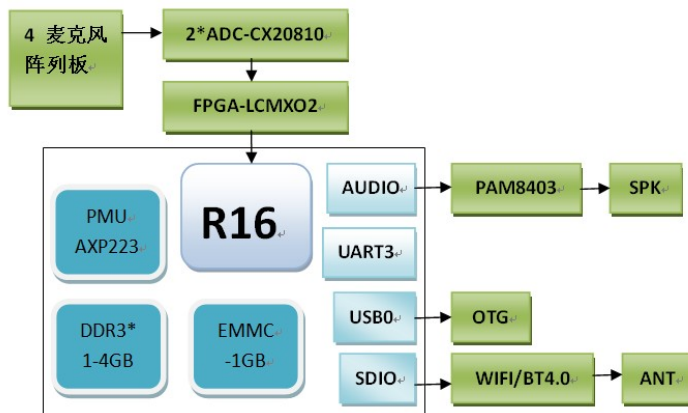 4 麦克风
阵列板
2*ADC-CX20810
FPGA-LCMXO2
R16
PMU
AXP223
DDR3*
1-4GB
EMMC
-1GB
AUDIO
UART3
USB0
SDIO
PAM8403
SPK
OTG
WIFI/BT4.0
ANT